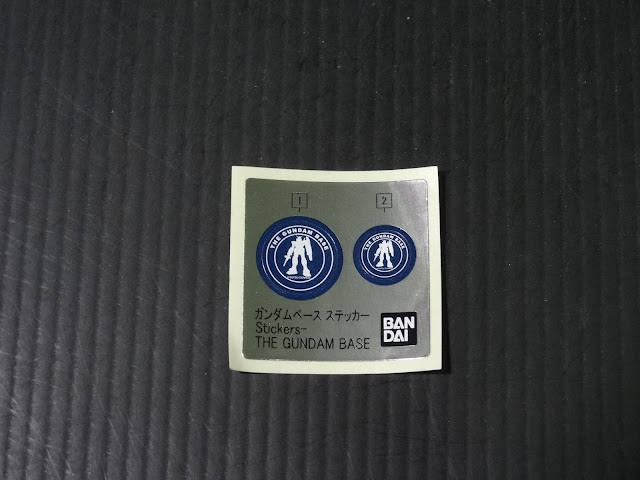 1
2
THE GUNDAM BASE
THE GUNDAM BASE
ガンダムベース ステッカー
Stickers-
THE GUNDAM BASE
BAN
DAI